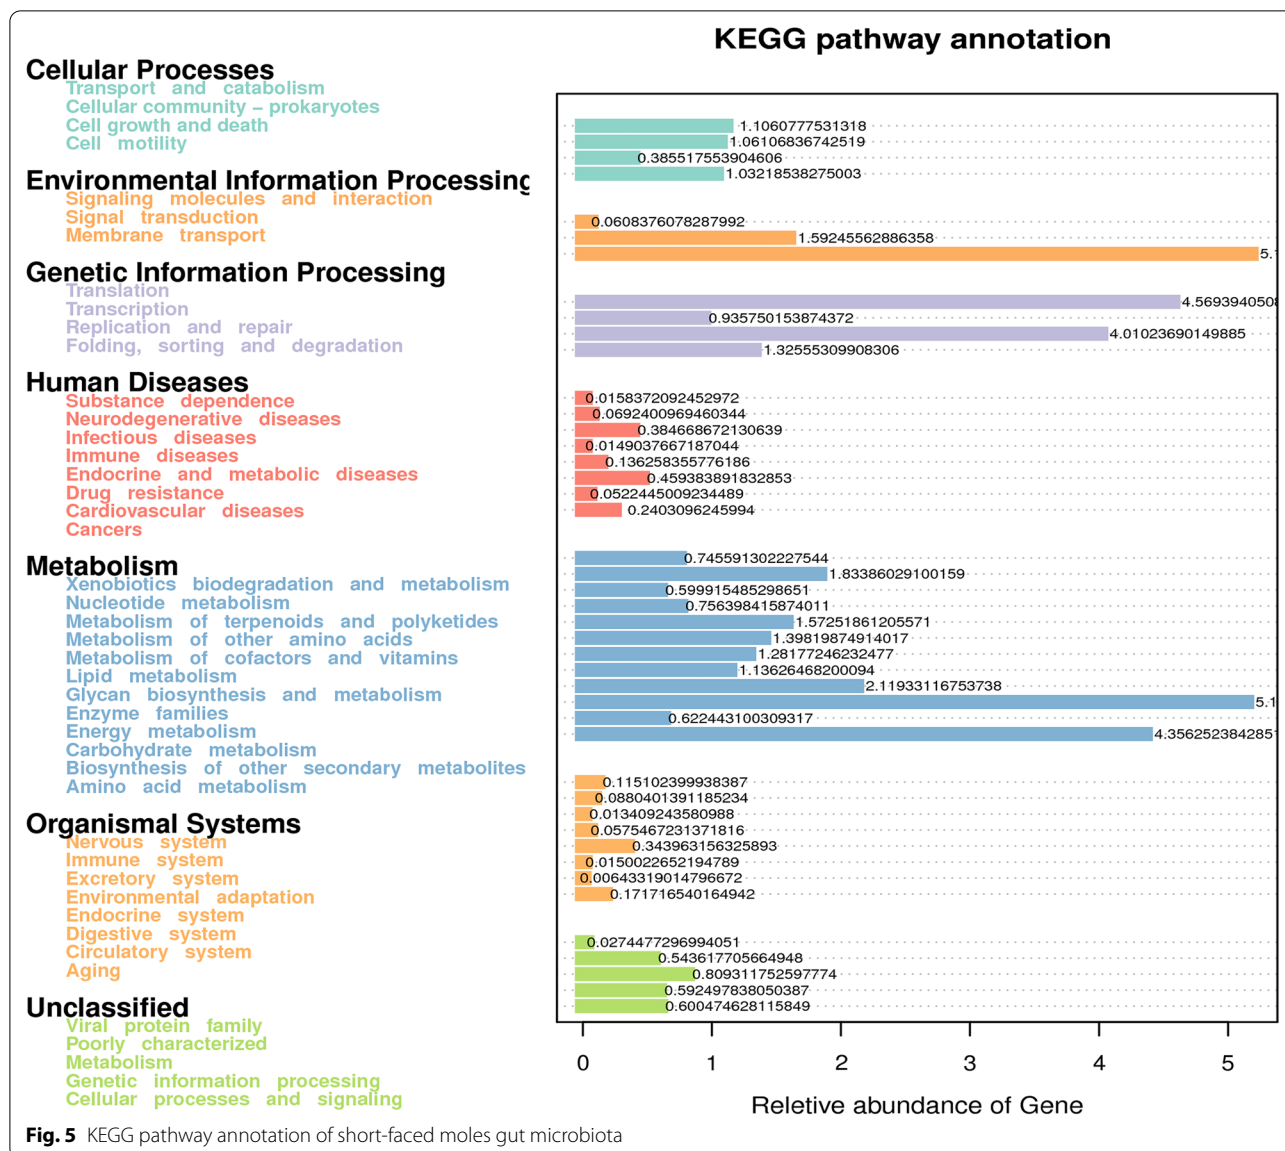 KEGG pathway annotation
Cellular Processes
Transport and catabolism
Cellular community – prokaryotes
Cell growth and death
Cell motility
Environmental Information Processing
Signaling molecules and interaction
Signal transduction
Membrane transport
Genetic Information Processing
Translation
Transcription
Replication and repair
Folding, sorting and degradation
Human Diseases
Substance dependence
Neurodegenerative diseases
Infectious diseases
Immune diseases
Endocrine and metabolic diseases
Drug resistance
Cardiovascular diseases
Cancers
Metabolism
Xenobiotics biodegradation and metabolism
Nucleotide metabolism
Metabolism of terpenoids and polyketides
Metabolism of other amino acids
Metabolism of cofactors and vitamins
Lipid metabolism
Glycan biosynthesis and metabolism
Enzyme families
Energy metabolism
Carbohydrate metabolism
Biosynthesis of other secondary metabolites
Amino acid metabolism
Organismal Systems
Nervous system
Immune system
Excretory system
Environmental adaptation
Endocrine system
Digestive system
Circulatory system
Aging
Unclassified
Viral protein family
Poorly characterized
Metabolism
Genetic information processing
Cellular processes and signaling
1.1060777531318
1.06106836742519
0.385517553904606
1.03218538275003
0.0608376078287992
1.59245562886358
5.
4.569394050
0.935750153874372
4.01023690149885
1.32555309908306
0.0158372092452972
0.0692400969460344
0.384668672130639
0.0149037667187044
0.136258355776186
0.459383891832853
0.0522445009234489
0.2403096245994
0.745591302227544
1.83386029100159
0.599915485298651
0.756398415874011
1.57251861205571
1.39819874914017
1.28177246232477
1.13626468200094
2.11933116753738
5.1
0.622443100309317
4.35625238428​5
0.115102399938387
0.0880401391185234
0.013409243580988
0.0575467231371816
0.343963156325893
0.0150022652194789
0.00643319014796672
0.171716540164942
0.0274477296994051
0.543617705664948
0.809311752597774
0.592497838050387
0.600474628115849
0 1 2 3 4 5
Reletive abundance of Gene
Fig. 5 KEGG pathway annotation of short-faced moles gut microbiota